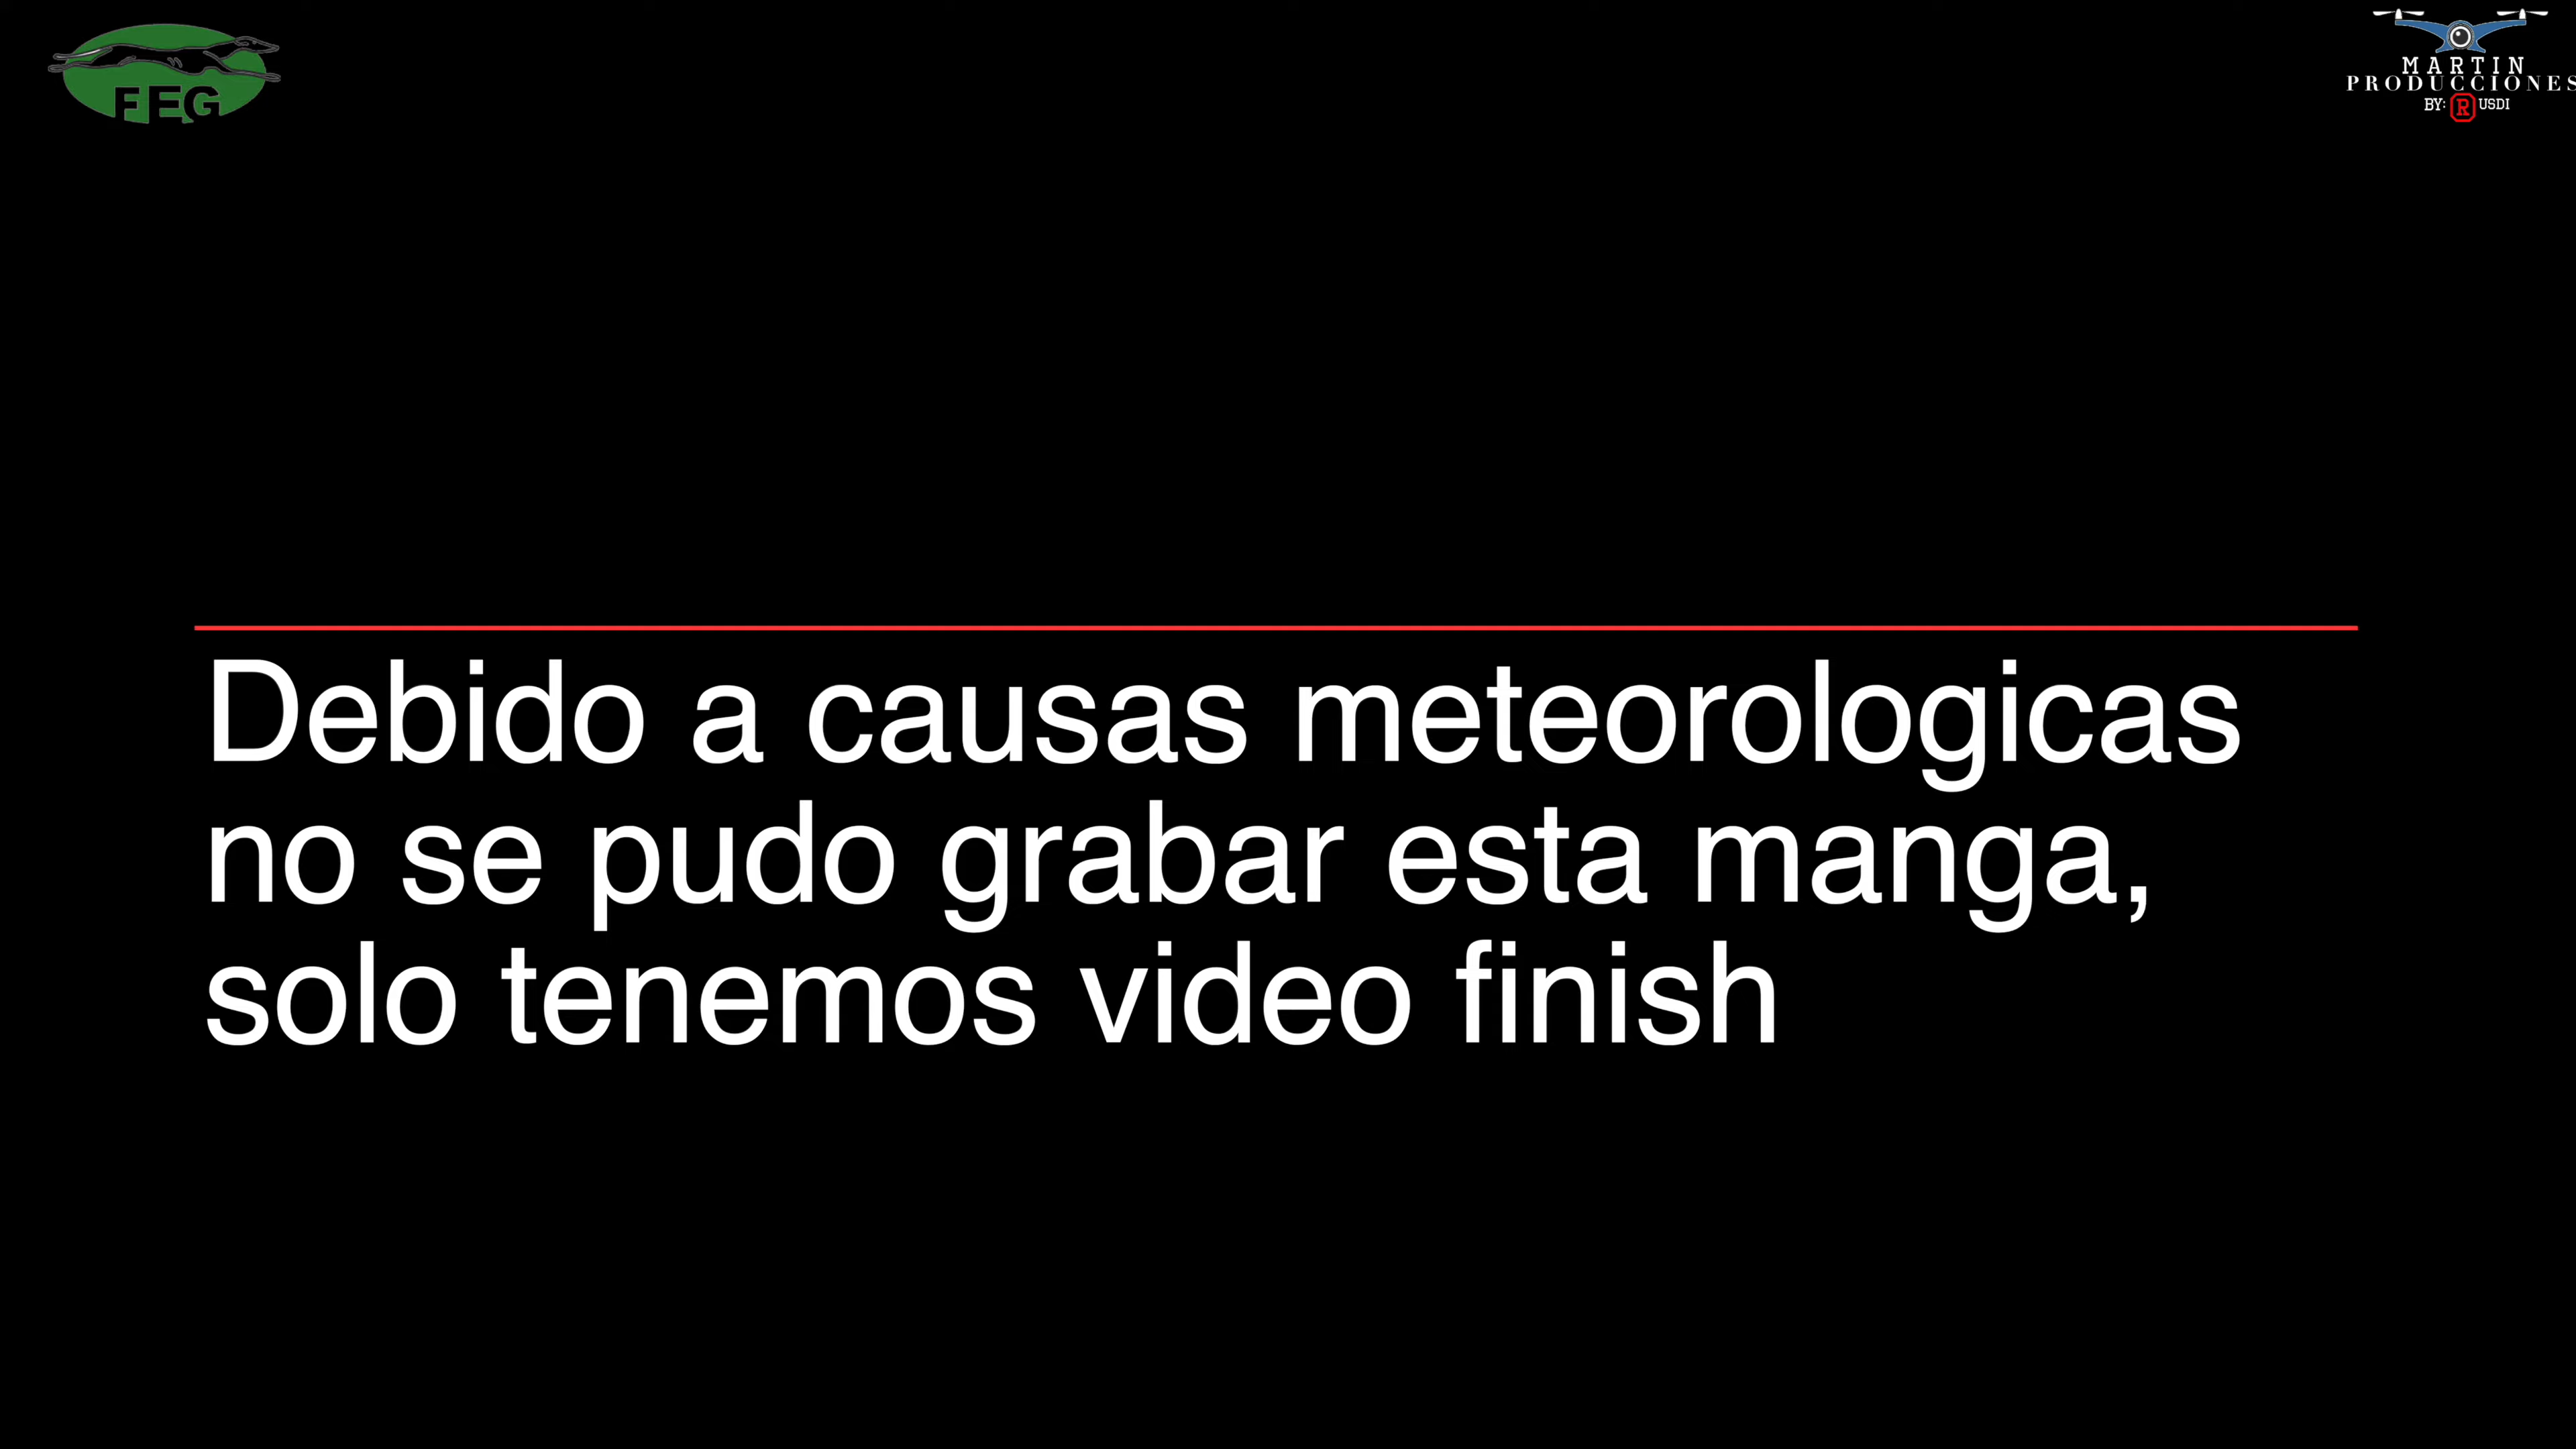 FEG
MARTIN
PRODUCCIONES
BY: R USDI
Debido a causas meteorologicas
no se pudo grabar esta manga,
solo tenemos video finish